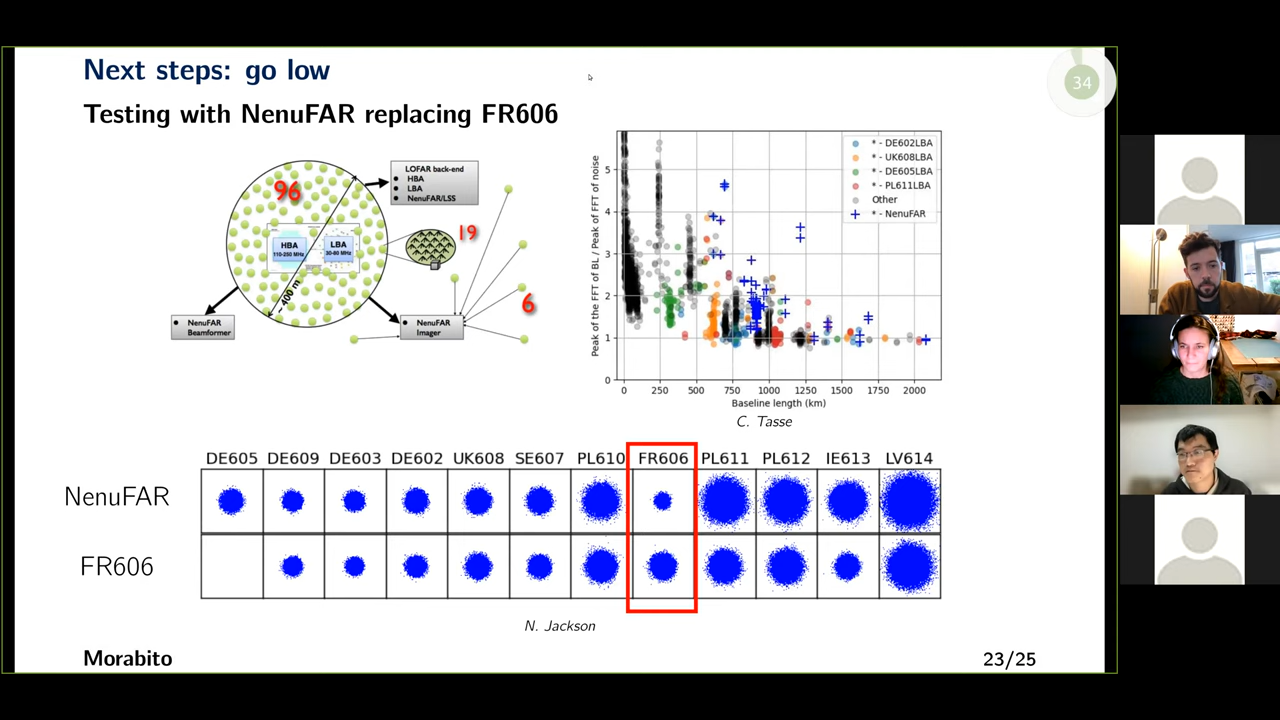 Next steps: go low
34
Testing with NenuFAR replacing FR606
96
LOFAR back-end
• HBA
• LBA
• NenuFAR/LSS
19
HBA
110-250 MHz
LBA
30-80 MHz
~ 400 m
6
• NenuFAR
Beamformer
• NenuFAR
Imager
Peak of the FFT of BL / Peak of FFT of noise
5
4
3
2
1
0
* - DE602LBA
* - UK608LBA
* - DE605LBA
* - PL611LBA
Other
* - NenuFAR
0 250 500 750 1000 1250 1500 1750 2000
Baseline length (km)
C. Tasse
DE605 DE609 DE603 DE602 UK608 SE607 PL610 FR606 PL611 PL612 IE613 LV614
NenuFAR
FR606
N. Jackson
Morabito
23/25